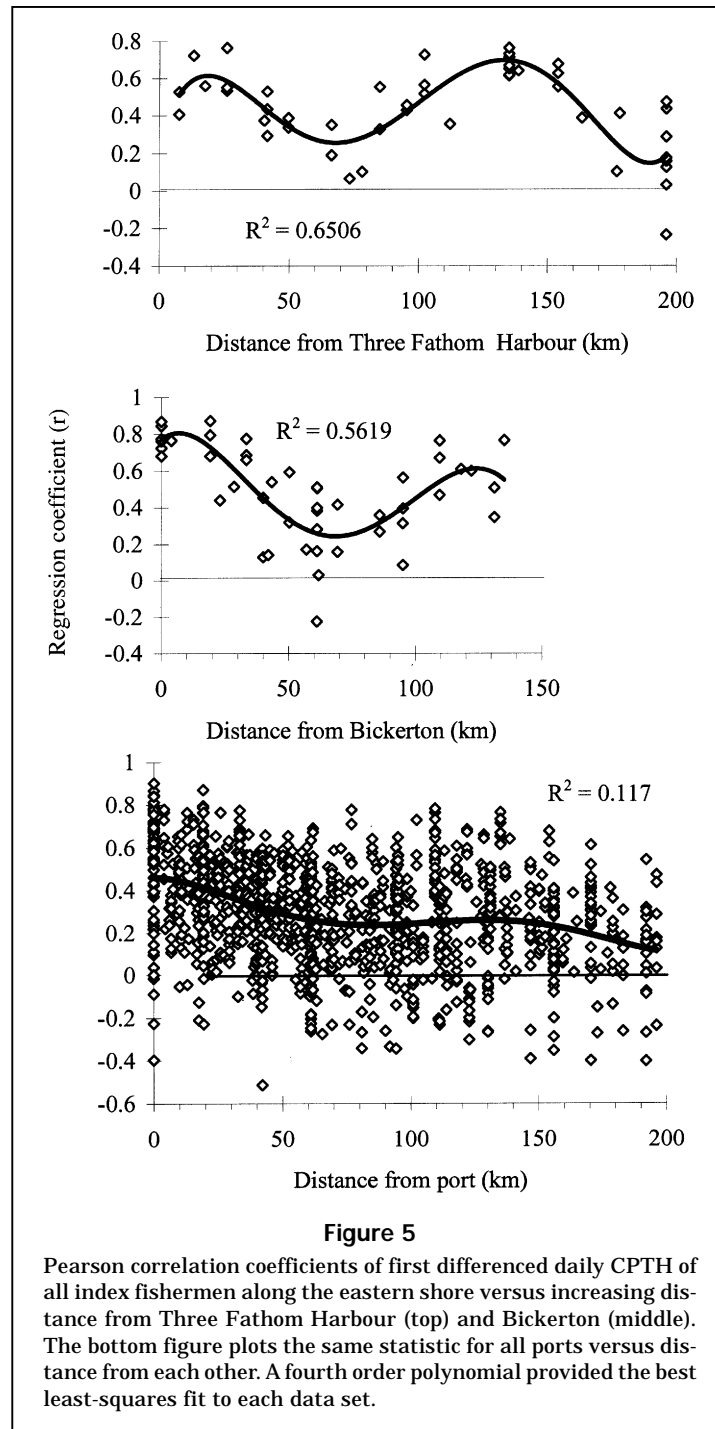 0.8
0.6
0.4
0.2
0
-0.2
-0.4
R² = 0.6506
0 50 100 150 200
Distance from Three Fathom Harbour (km)
Regression coefficient (r)
1
0.8
0.6
0.4
0.2
0
-0.2
-0.4
R² = 0.5619
0 50 100 150
Distance from Bickerton (km)
1
0.8
0.6
0.4
0.2
0
-0.2
-0.4
-0.6
R² = 0.117
0 50 100 150 200
Distance from port (km)
Figure 5
Pearson correlation coefficients of first differenced daily CPTH of
all index fishermen along the eastern shore versus increasing dis-
tance from Three Fathom Harbour (top) and Bickerton (middle).
The bottom figure plots the same statistic for all ports versus dis-
tance from each other. A fourth order polynomial provided the best
least-squares fit to each data set.